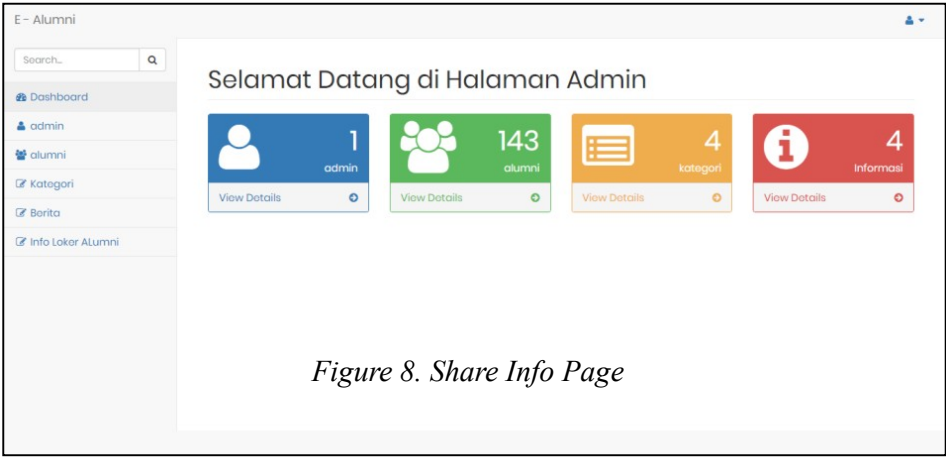 E - Alumni
Search...
Dashboard
admin
alumni
Kategori
Berita
Info Loker ALumni
Selamat Datang di Halaman Admin
1
admin
View Details
143
alumni
View Details
4
kategori
View Details
4
Informasi
View Details
Figure 8. Share Info Page